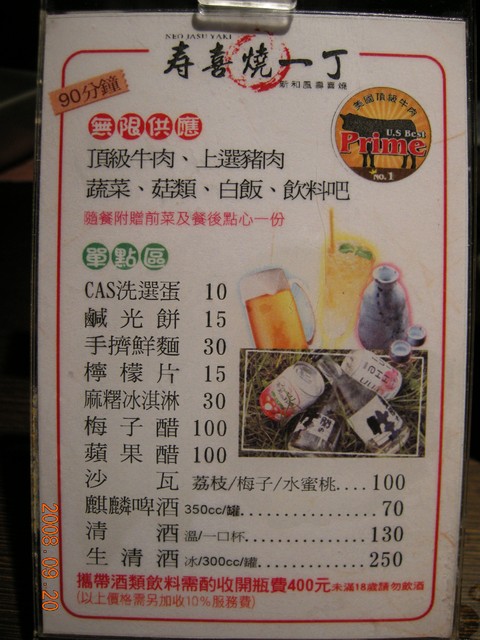 NEO JASU YAKI
寿喜燒一丁
新和風壽喜燒
90分鐘
美國頂級牛肉
U.S Best
Prime
NO.1
無限供應
頂級牛肉、上選豬肉
蔬菜、菇類、白飯、飲料吧
隨餐附贈前菜及餐後點心一份
單點區
CAS洗選蛋 10
鹹光餅 15
手擠鮮麵 30
檸檬片 15
麻糬冰淇淋 30
梅子醋 100
蘋果醋 100
沙瓦 荔枝/梅子/水蜜桃....100
麒麟啤酒 350cc/罐....................70
清酒 溫/一口杯.................130
生清酒 冰/300cc/罐..............250
攜帶酒類飲料需酌收開瓶費400元 未滿18歲請勿飲酒
(以上價格需另加收10%服務費)
2008.09.20